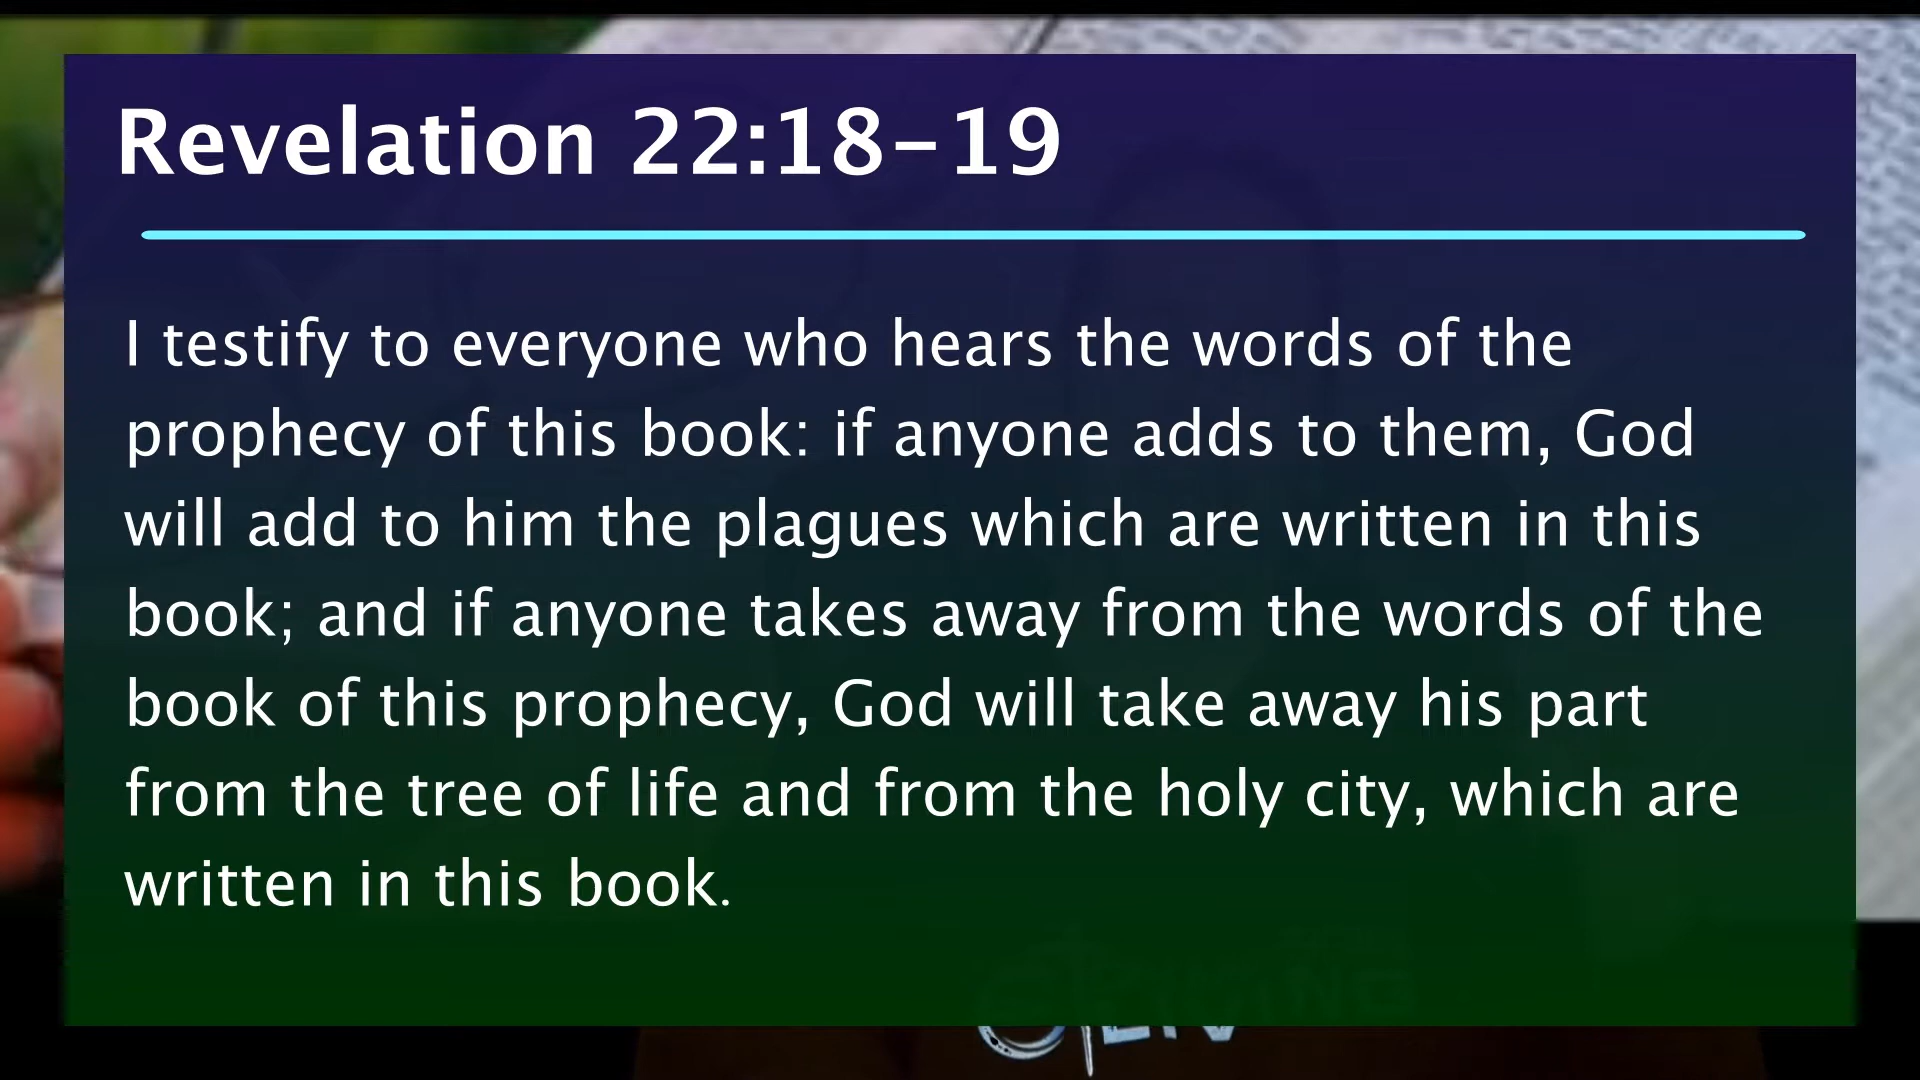 Revelation 22:18–19
I testify to everyone who hears the words of the
prophecy of this book: if anyone adds to them, God
will add to him the plagues which are written in this
book; and if anyone takes away from the words of the
book of this prophecy, God will take away his part
from the tree of life and from the holy city, which are
written in this book.